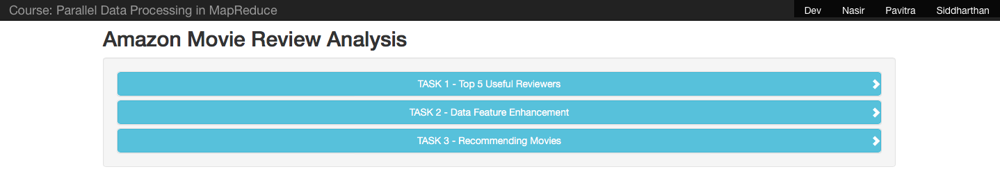 Course: Parallel Data Processing in MapReduce Dev Nasir Pavitra Siddharthan
Amazon Movie Review Analysis
TASK 1 - Top 5 Useful Reviewers
TASK 2 - Data Feature Enhancement
TASK 3 - Recommending Movies